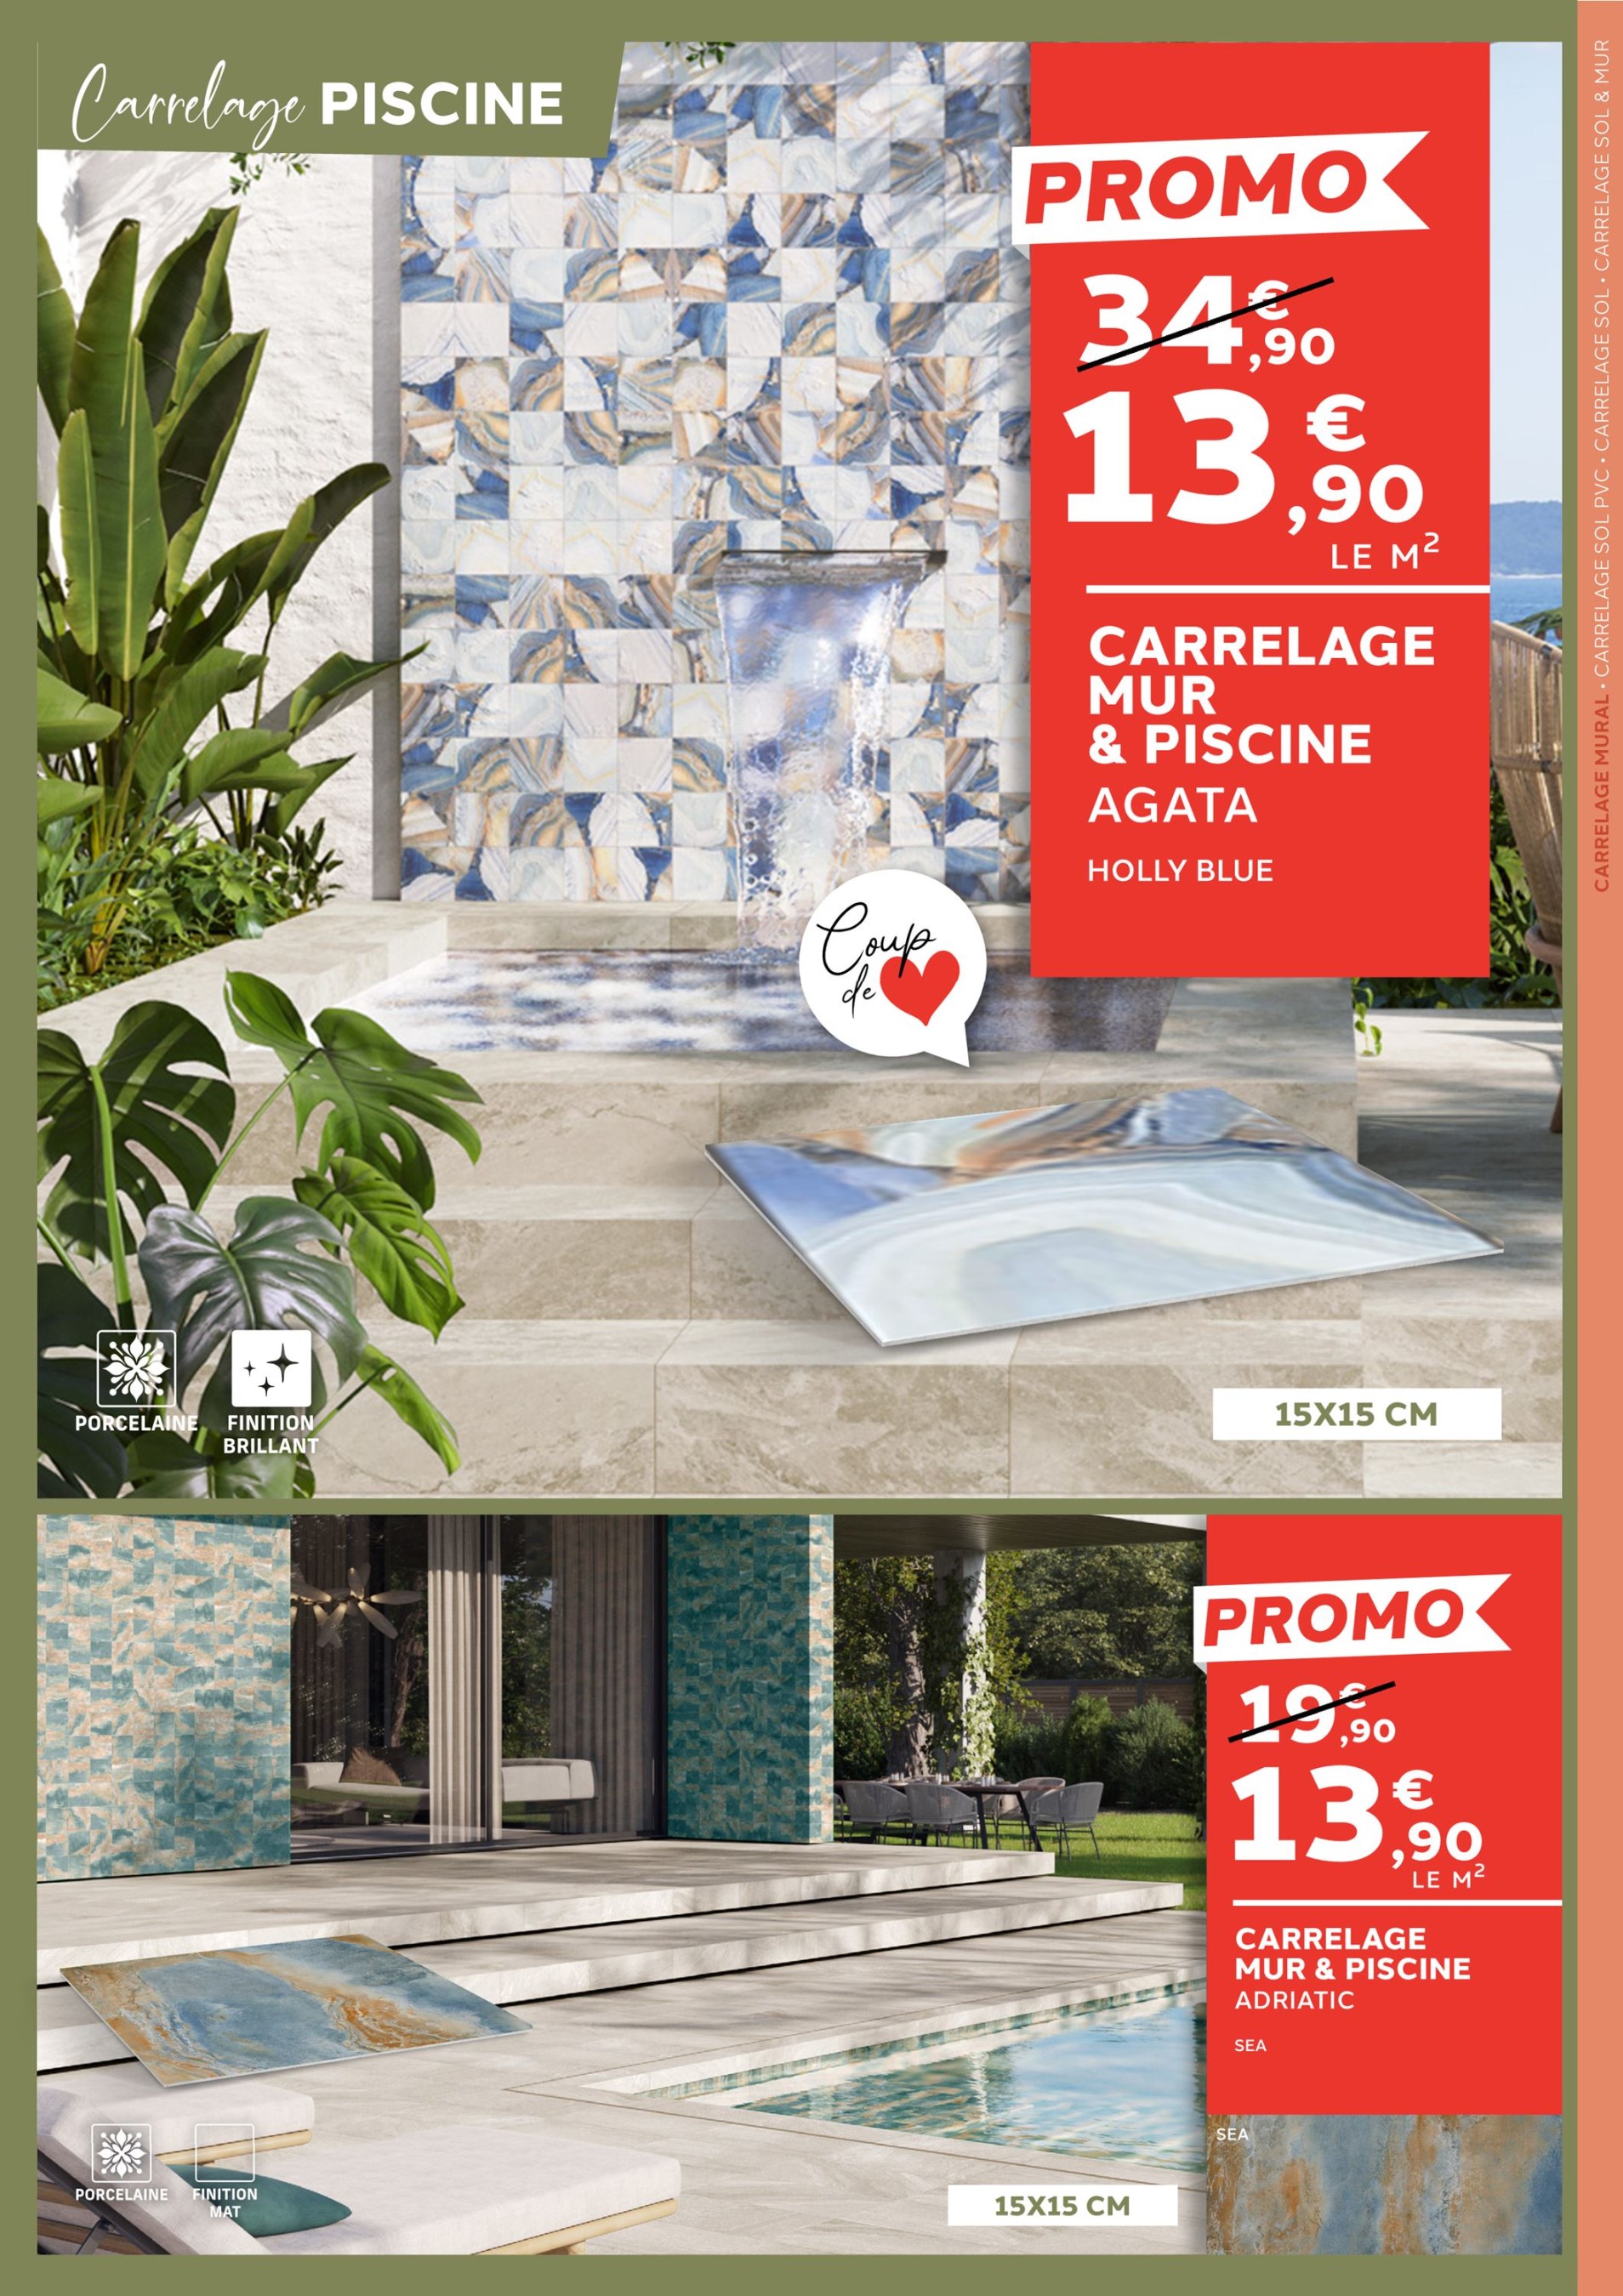 Carrelage PISCINE
PROMO
34€,90
13€,90
LE M²
CARRELAGE
MUR
& PISCINE
AGATA
HOLLY BLUE
Coup
de
PORCELAINE
FINITION
BRILLANT
15X15 CM
PROMO
19€,90
13€,90
LE M²
CARRELAGE
MUR & PISCINE
ADRIATIC
SEA
SEA
PORCELAINE
FINITION
MAT
15X15 CM
CARRELAGE MURAL • CARRELAGE SOL PVC • CARRELAGE SOL • CARRELAGE SOL & MUR